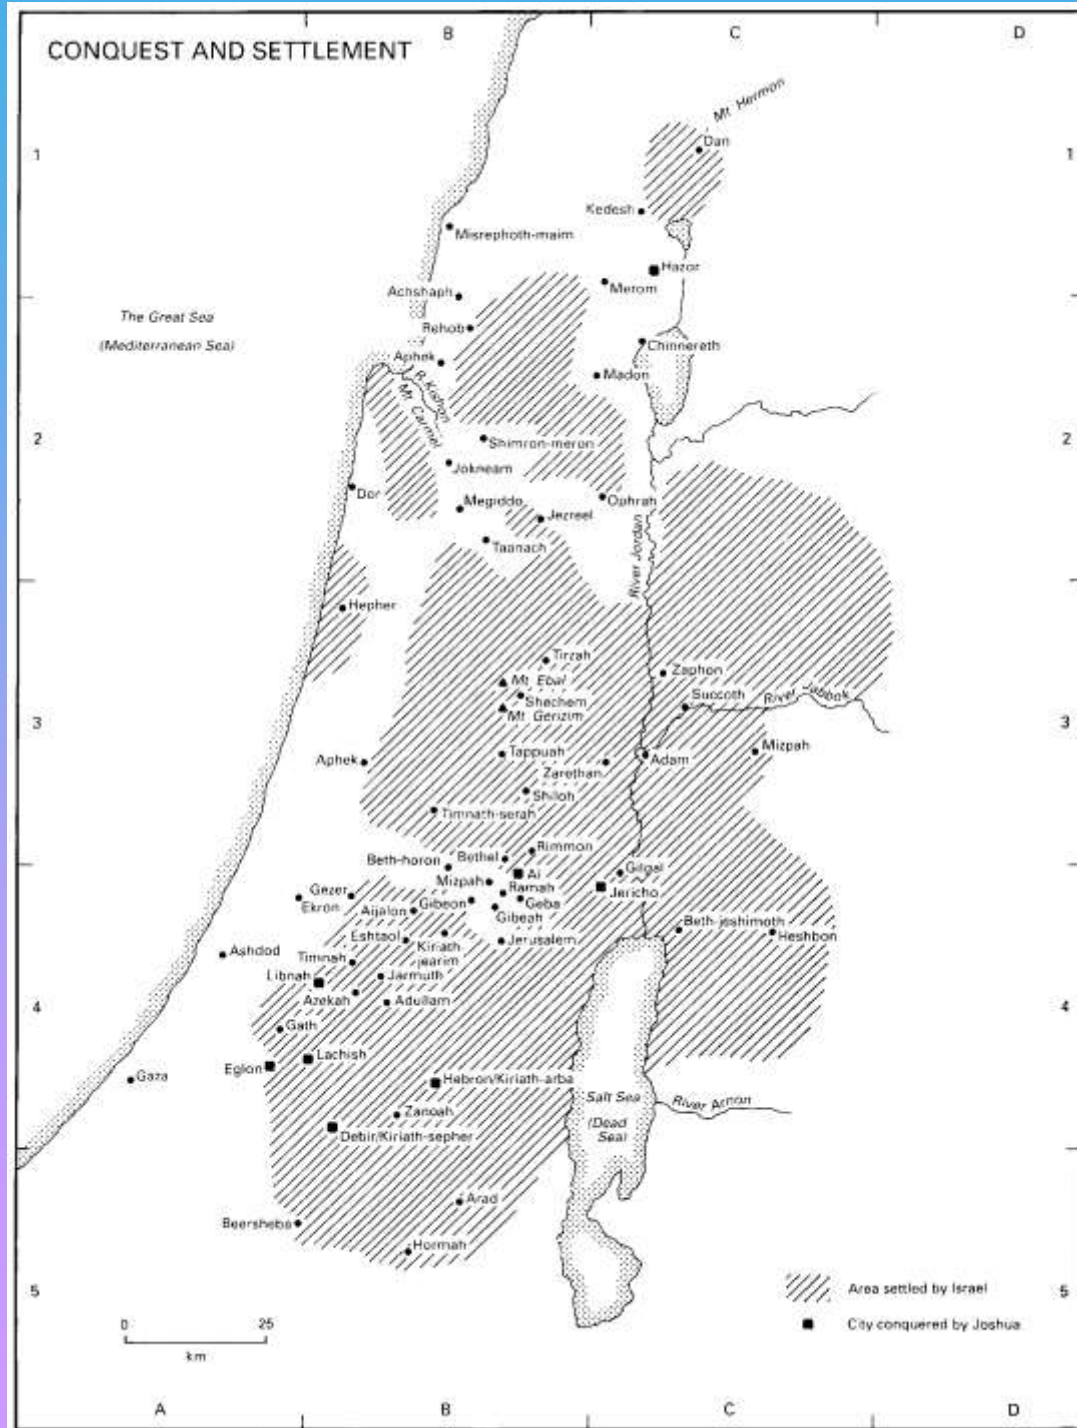 B
C
D
CONQUEST AND SETTLEMENT
Mt Hermon
Dan
1
1
Kedesh
Misrephoth-maim
Hazor
Achshaph
Merom
The Great Sea
(Mediterranean Sea)
Rehob
Chinnereth
Aphek
R. Kishon
Madon
Mt Carmel
2
2
Shimron-meron
Jokneam
Dor
Megiddo
Ophrah
Jezreel
Taanach
River Jordan
Hepher
Tirzah
Zaphon
Mt Ebal
Shechem
Succoth
River Jabbok
Mt Gerizim
3
3
Tappuah
Mizpah
Aphek
Adam
Zarethan
Shiloh
Timnath-serah
Rimmon
Beth-horon
Bethel
Ai
Gilgal
Mizpah
Ramah
Jericho
Gezer
Gibeon
Geba
Ekron
Aijalon
Gibeah
Beth-jeshimoth
Eshtaol
Kiriath
jearim
Jerusalem
Heshbon
Ashdod
Timnah
Libnah
Jarmuth
Azekah
Adullam
4
4
Gath
Lachish
Eglon
Gaza
Hebron/Kiriath-arba
Salt Sea
(Dead
Sea)
River Arnon
Zanoah
Debir/Kiriath-sepher
Arad
Beersheba
Hormah
5
5
Area settled by Israel
0
25
km
City conquered by Joshua
A
B
C
D